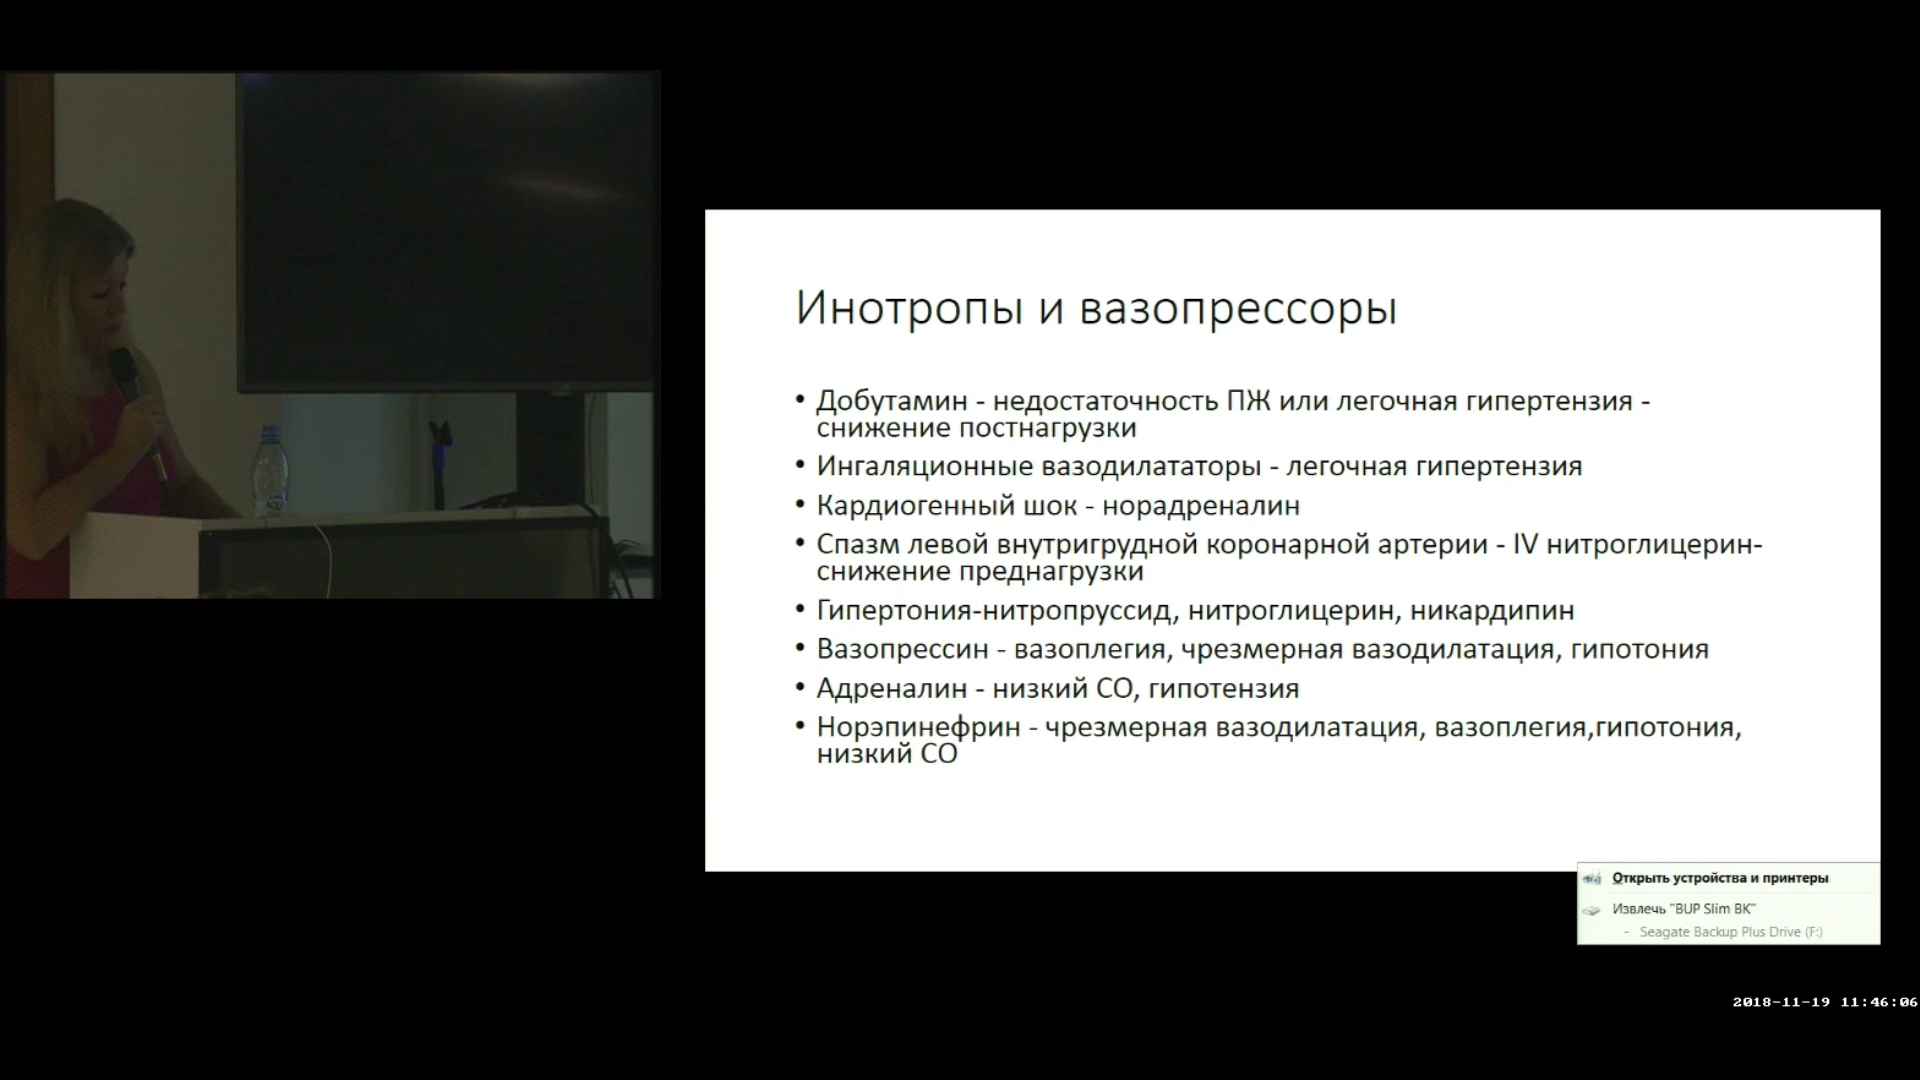 Инотропы и вазопрессоры
• Добутамин - недостаточность ПЖ или легочная гипертензия -
снижение постнагрузки
• Ингаляционные вазодилататоры - легочная гипертензия
• Кардиогенный шок - норадреналин
• Спазм левой внутригрудной коронарной артерии - IV нитроглицерин-
снижение преднагрузки
• Гипертония-нитропруссид, нитроглицерин, никардипин
• Вазопрессин - вазоплегия, чрезмерная вазодилатация, гипотония
• Адреналин - низкий СО, гипотензия
• Норэпинефрин - чрезмерная вазодилатация, вазоплегия,гипотония,
низкий СО
Открыть устройства и принтеры
Извлечь "BUP Slim BK"
- Seagate Backup Plus Drive (F:)
2018-11-19 11:46:06